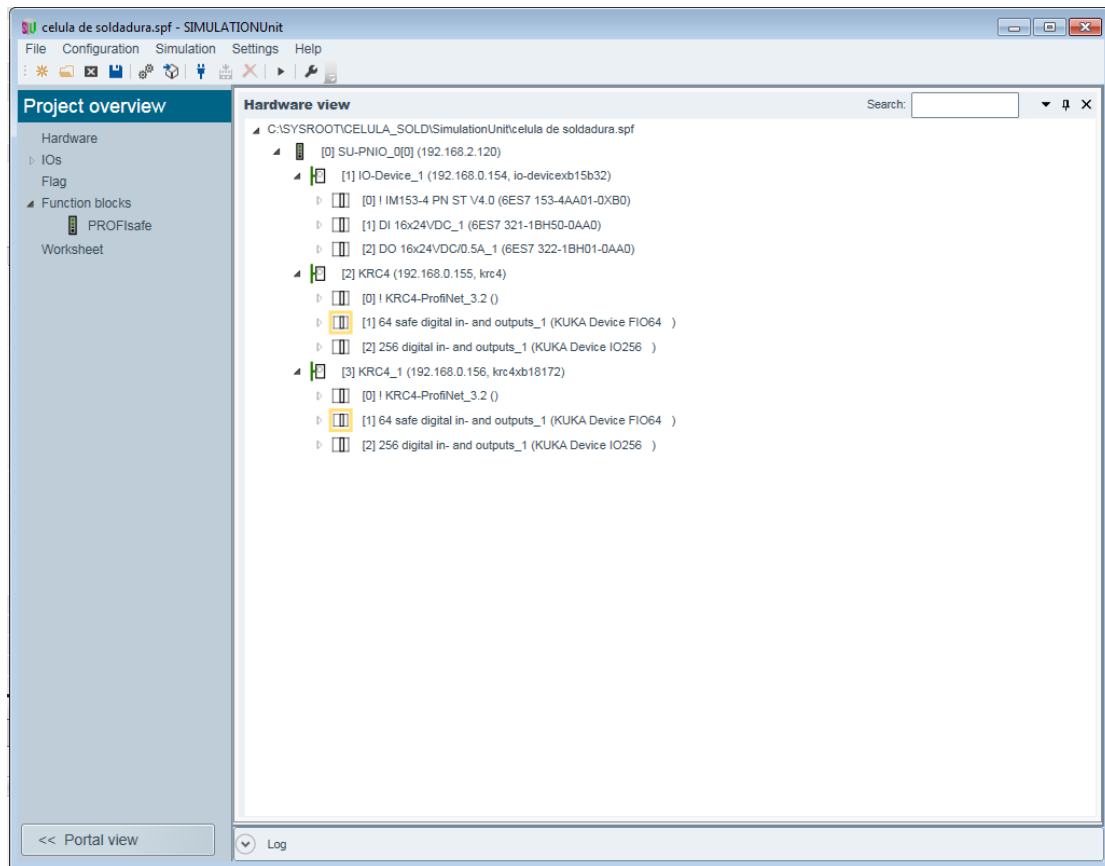 celula de soldadura.spf - SIMULATIONUnit
File Configuration Simulation Settings Help
Project overview
Hardware
IOs
Flag
Function blocks
PROFIsafe
Worksheet
<< Portal view
Hardware view
Search:
C:\SYSROOT\CELULA_SOLD\SimulationUnit\celula de soldadura.spf
[0] SU-PNIO_0[0] (192.168.2.120)
[1] IO-Device_1 (192.168.0.154, io-devicexb15b32)
[0] ! IM153-4 PN ST V4.0 (6ES7 153-4AA01-0XB0)
[1] DI 16x24VDC_1 (6ES7 321-1BH50-0AA0)
[2] DO 16x24VDC/0.5A_1 (6ES7 322-1BH01-0AA0)
[2] KRC4 (192.168.0.155, krc4)
[0] ! KRC4-ProfiNet_3.2 ()
[1] 64 safe digital in- and outputs_1 (KUKA Device FIO64 )
[2] 256 digital in- and outputs_1 (KUKA Device IO256 )
[3] KRC4_1 (192.168.0.156, krc4xb18172)
[0] ! KRC4-ProfiNet_3.2 ()
[1] 64 safe digital in- and outputs_1 (KUKA Device FIO64 )
[2] 256 digital in- and outputs_1 (KUKA Device IO256 )
Log